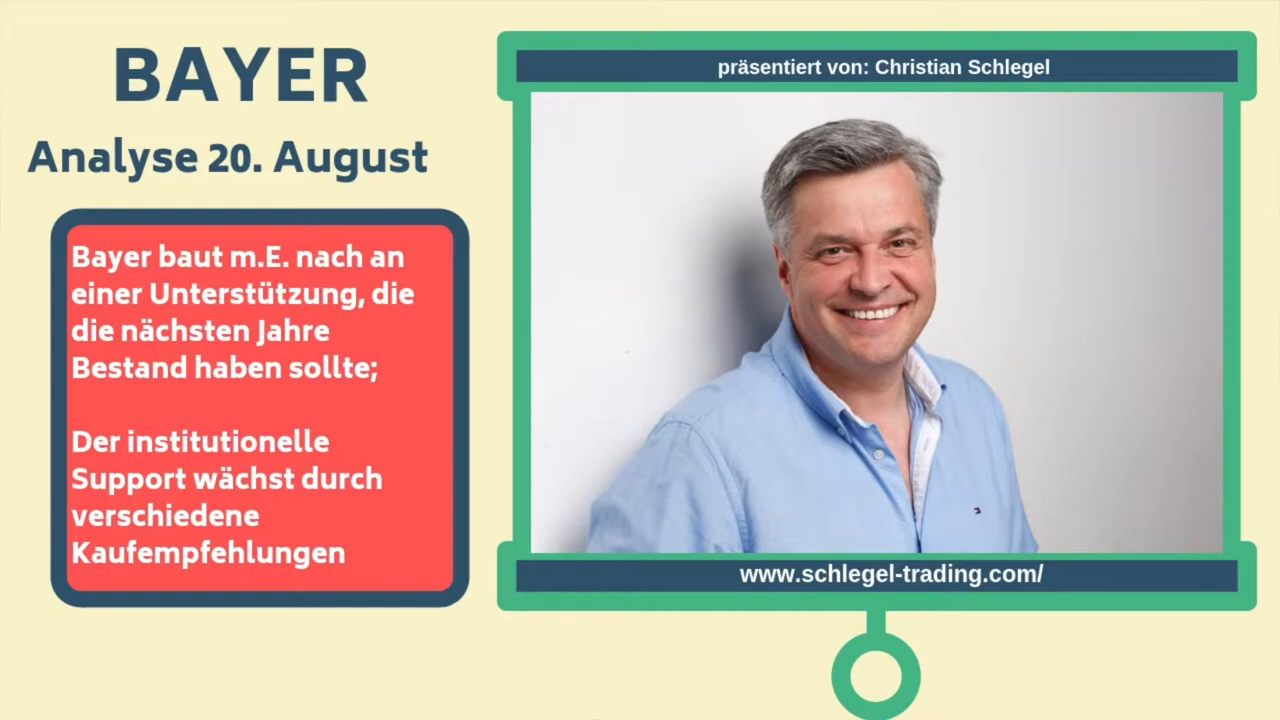 BAYER
Analyse 20. August
Bayer baut m.E. nach an
einer Unterstützung, die
die nächsten Jahre
Bestand haben sollte;
Der institutionelle
Support wächst durch
verschiedene
Kaufempfehlungen
präsentiert von: Christian Schlegel
www.schlegel-trading.com/